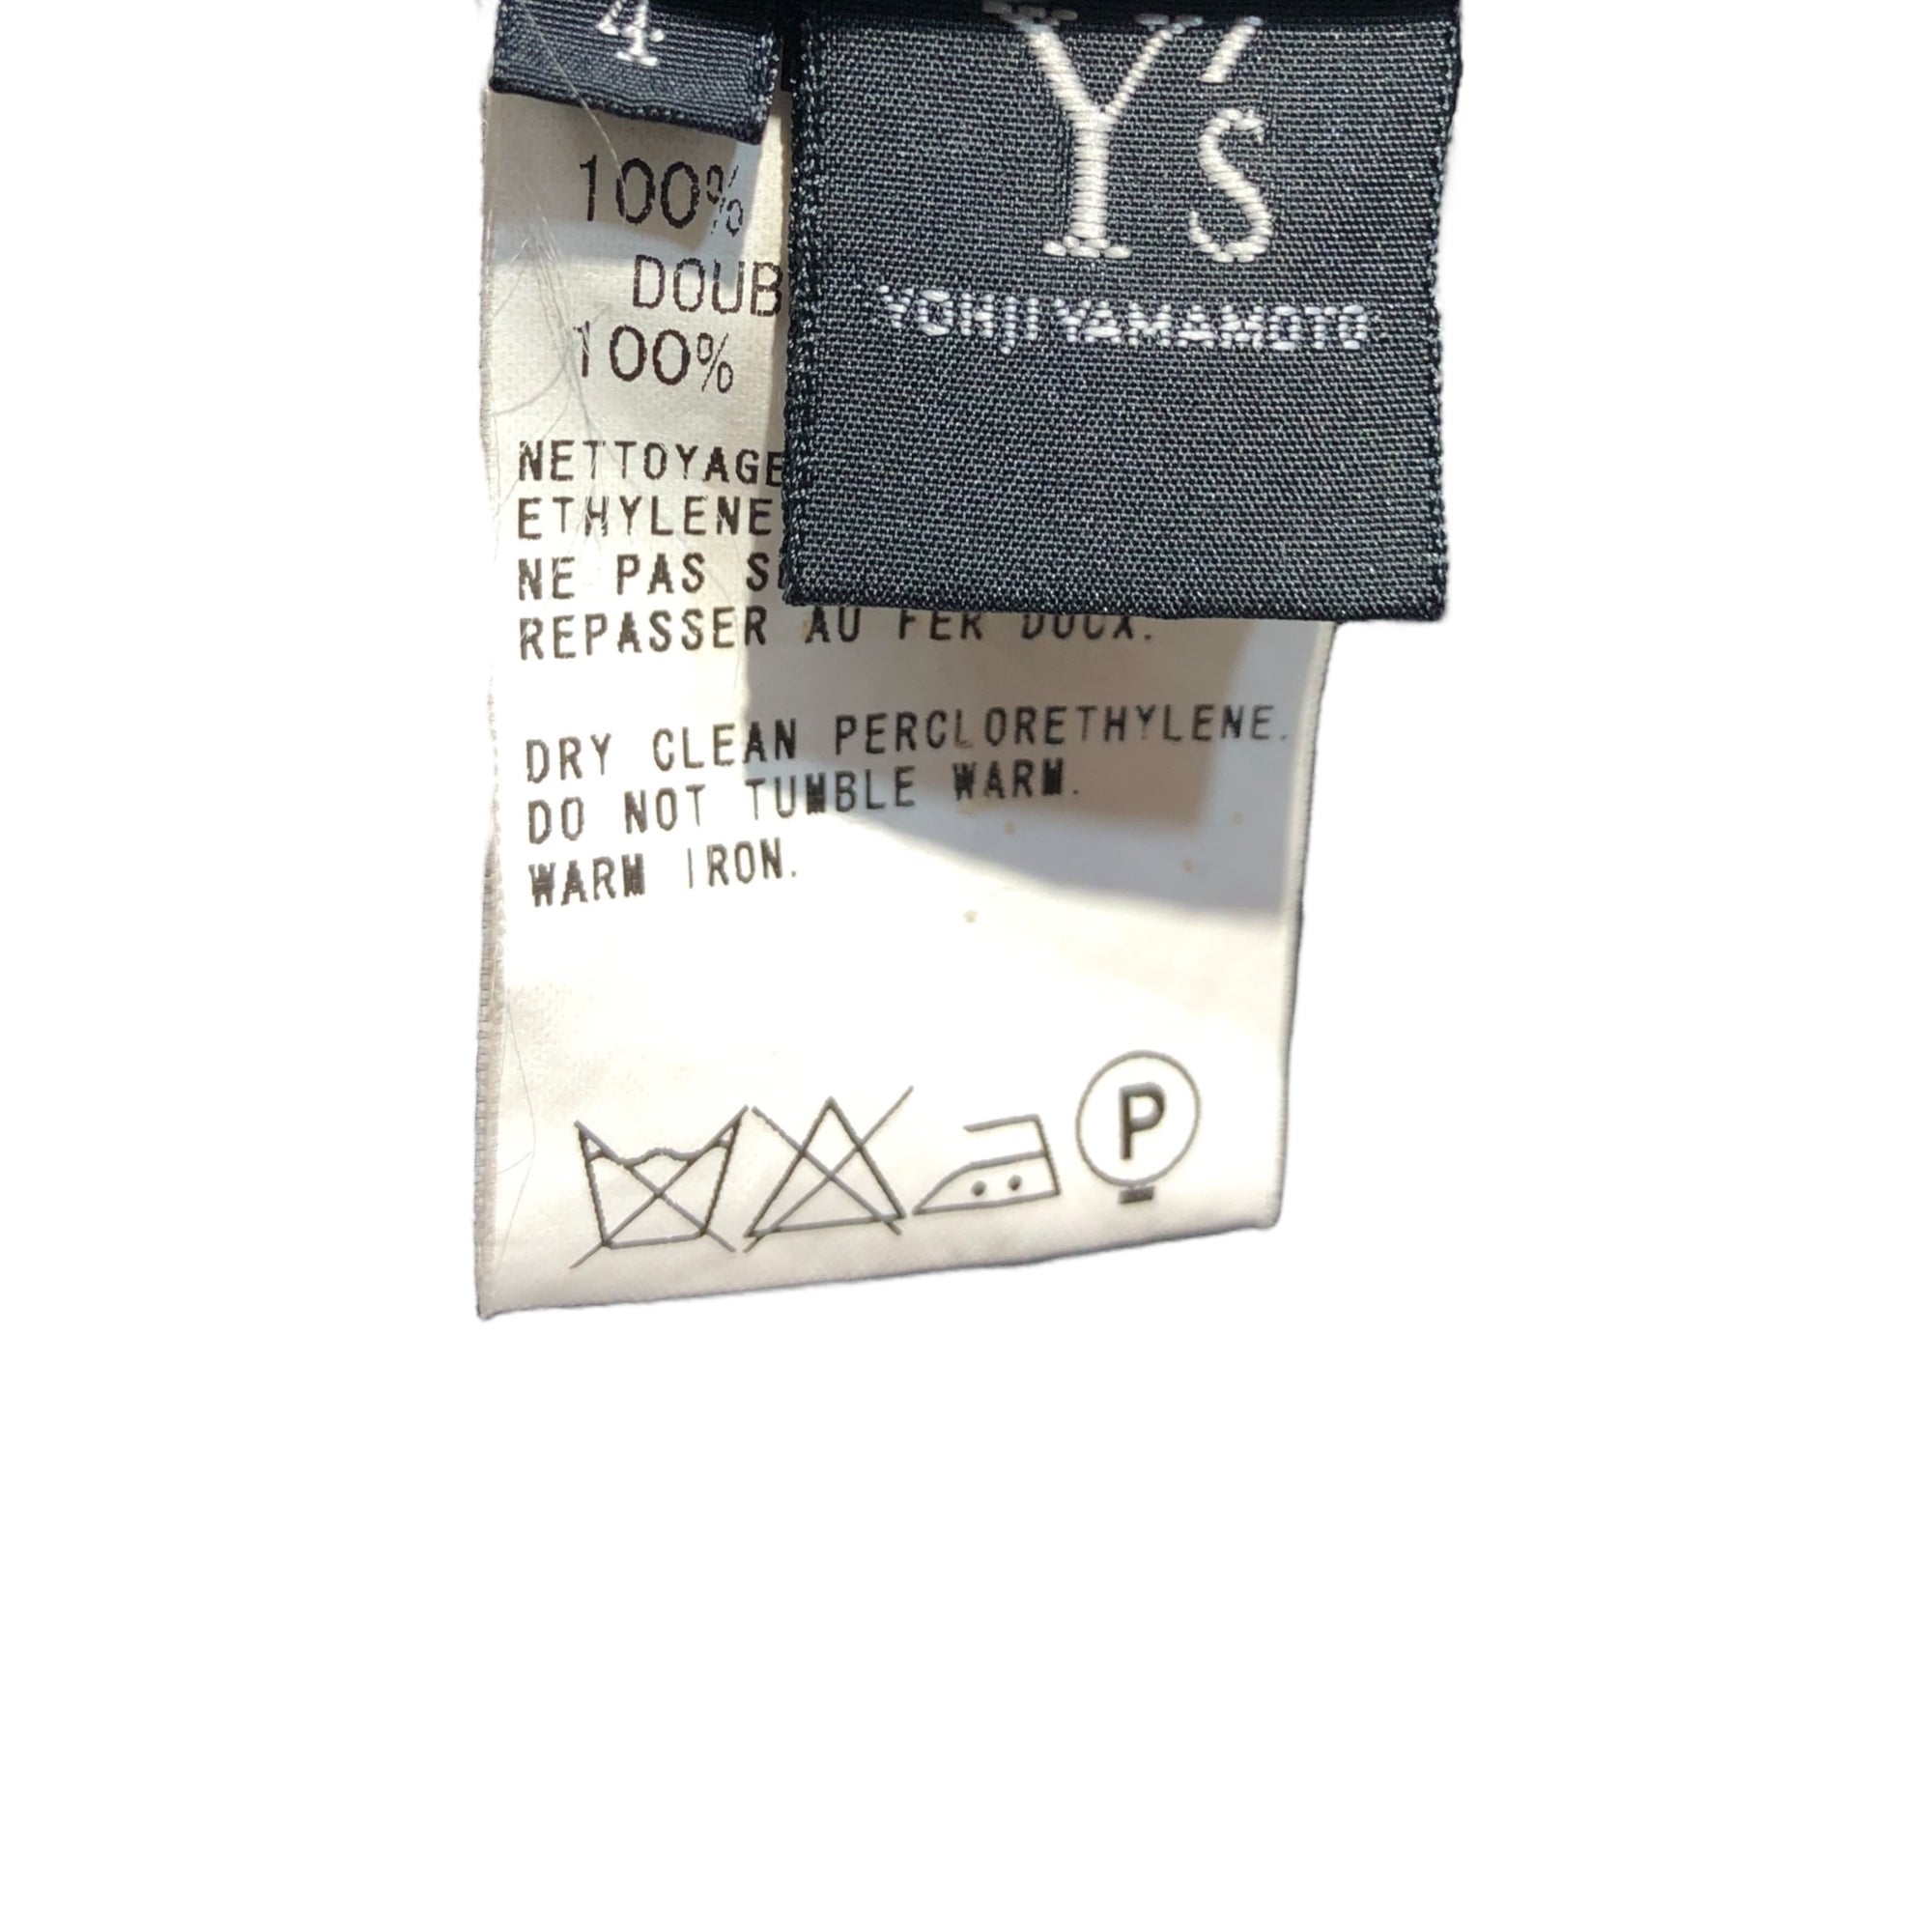 4
Y's
YOHJI YAMAMOTO
100%
DOUB
100%
NETTOYAGE
ETHYLENE
NE PAS
REPASSER AU FER DOCX.
DRY CLEAN PERCLORETHYLENE.
DO NOT TUMBLE WARM.
WARM IRON.
P